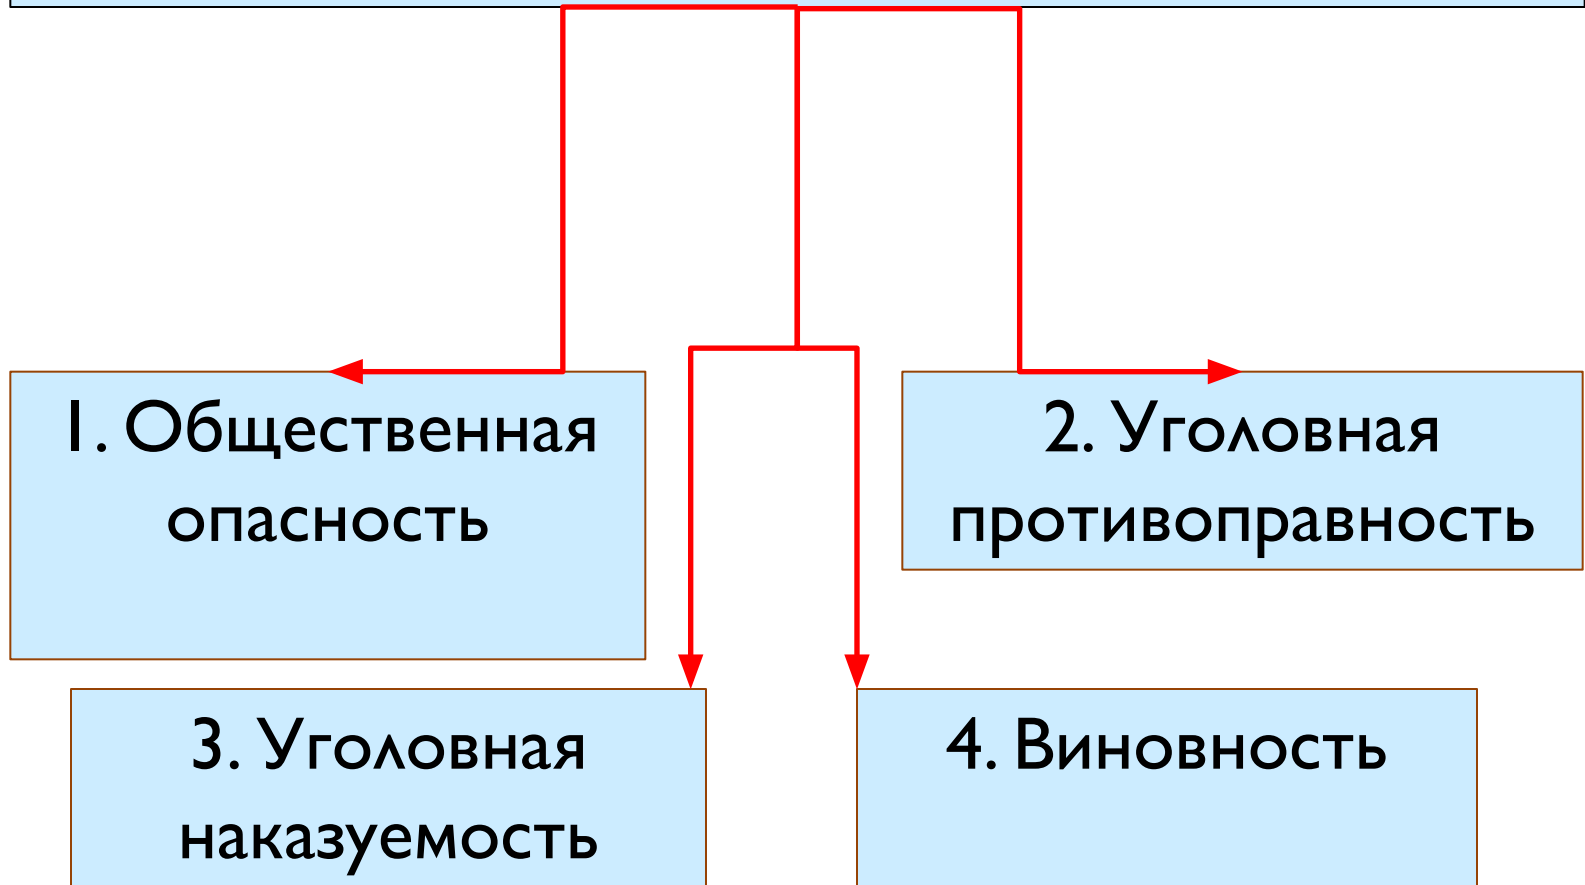 1. Общественная
опасность
2. Уголовная
противоправность
3. Уголовная
наказуемость
4. Виновность